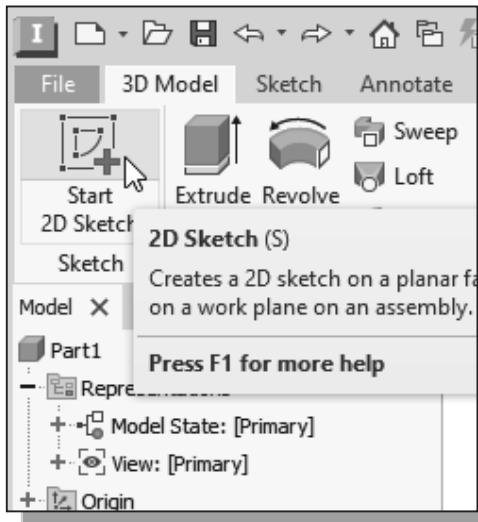 I
File 3D Model Sketch Annotate
Start
2D Sketch
Extrude Revolve
Sweep
Loft
Sketch
2D Sketch (S)
Creates a 2D sketch on a planar fa
on a work plane on an assembly.
Press F1 for more help
Model
Part1
Representations
Model State: [Primary]
View: [Primary]
Origin